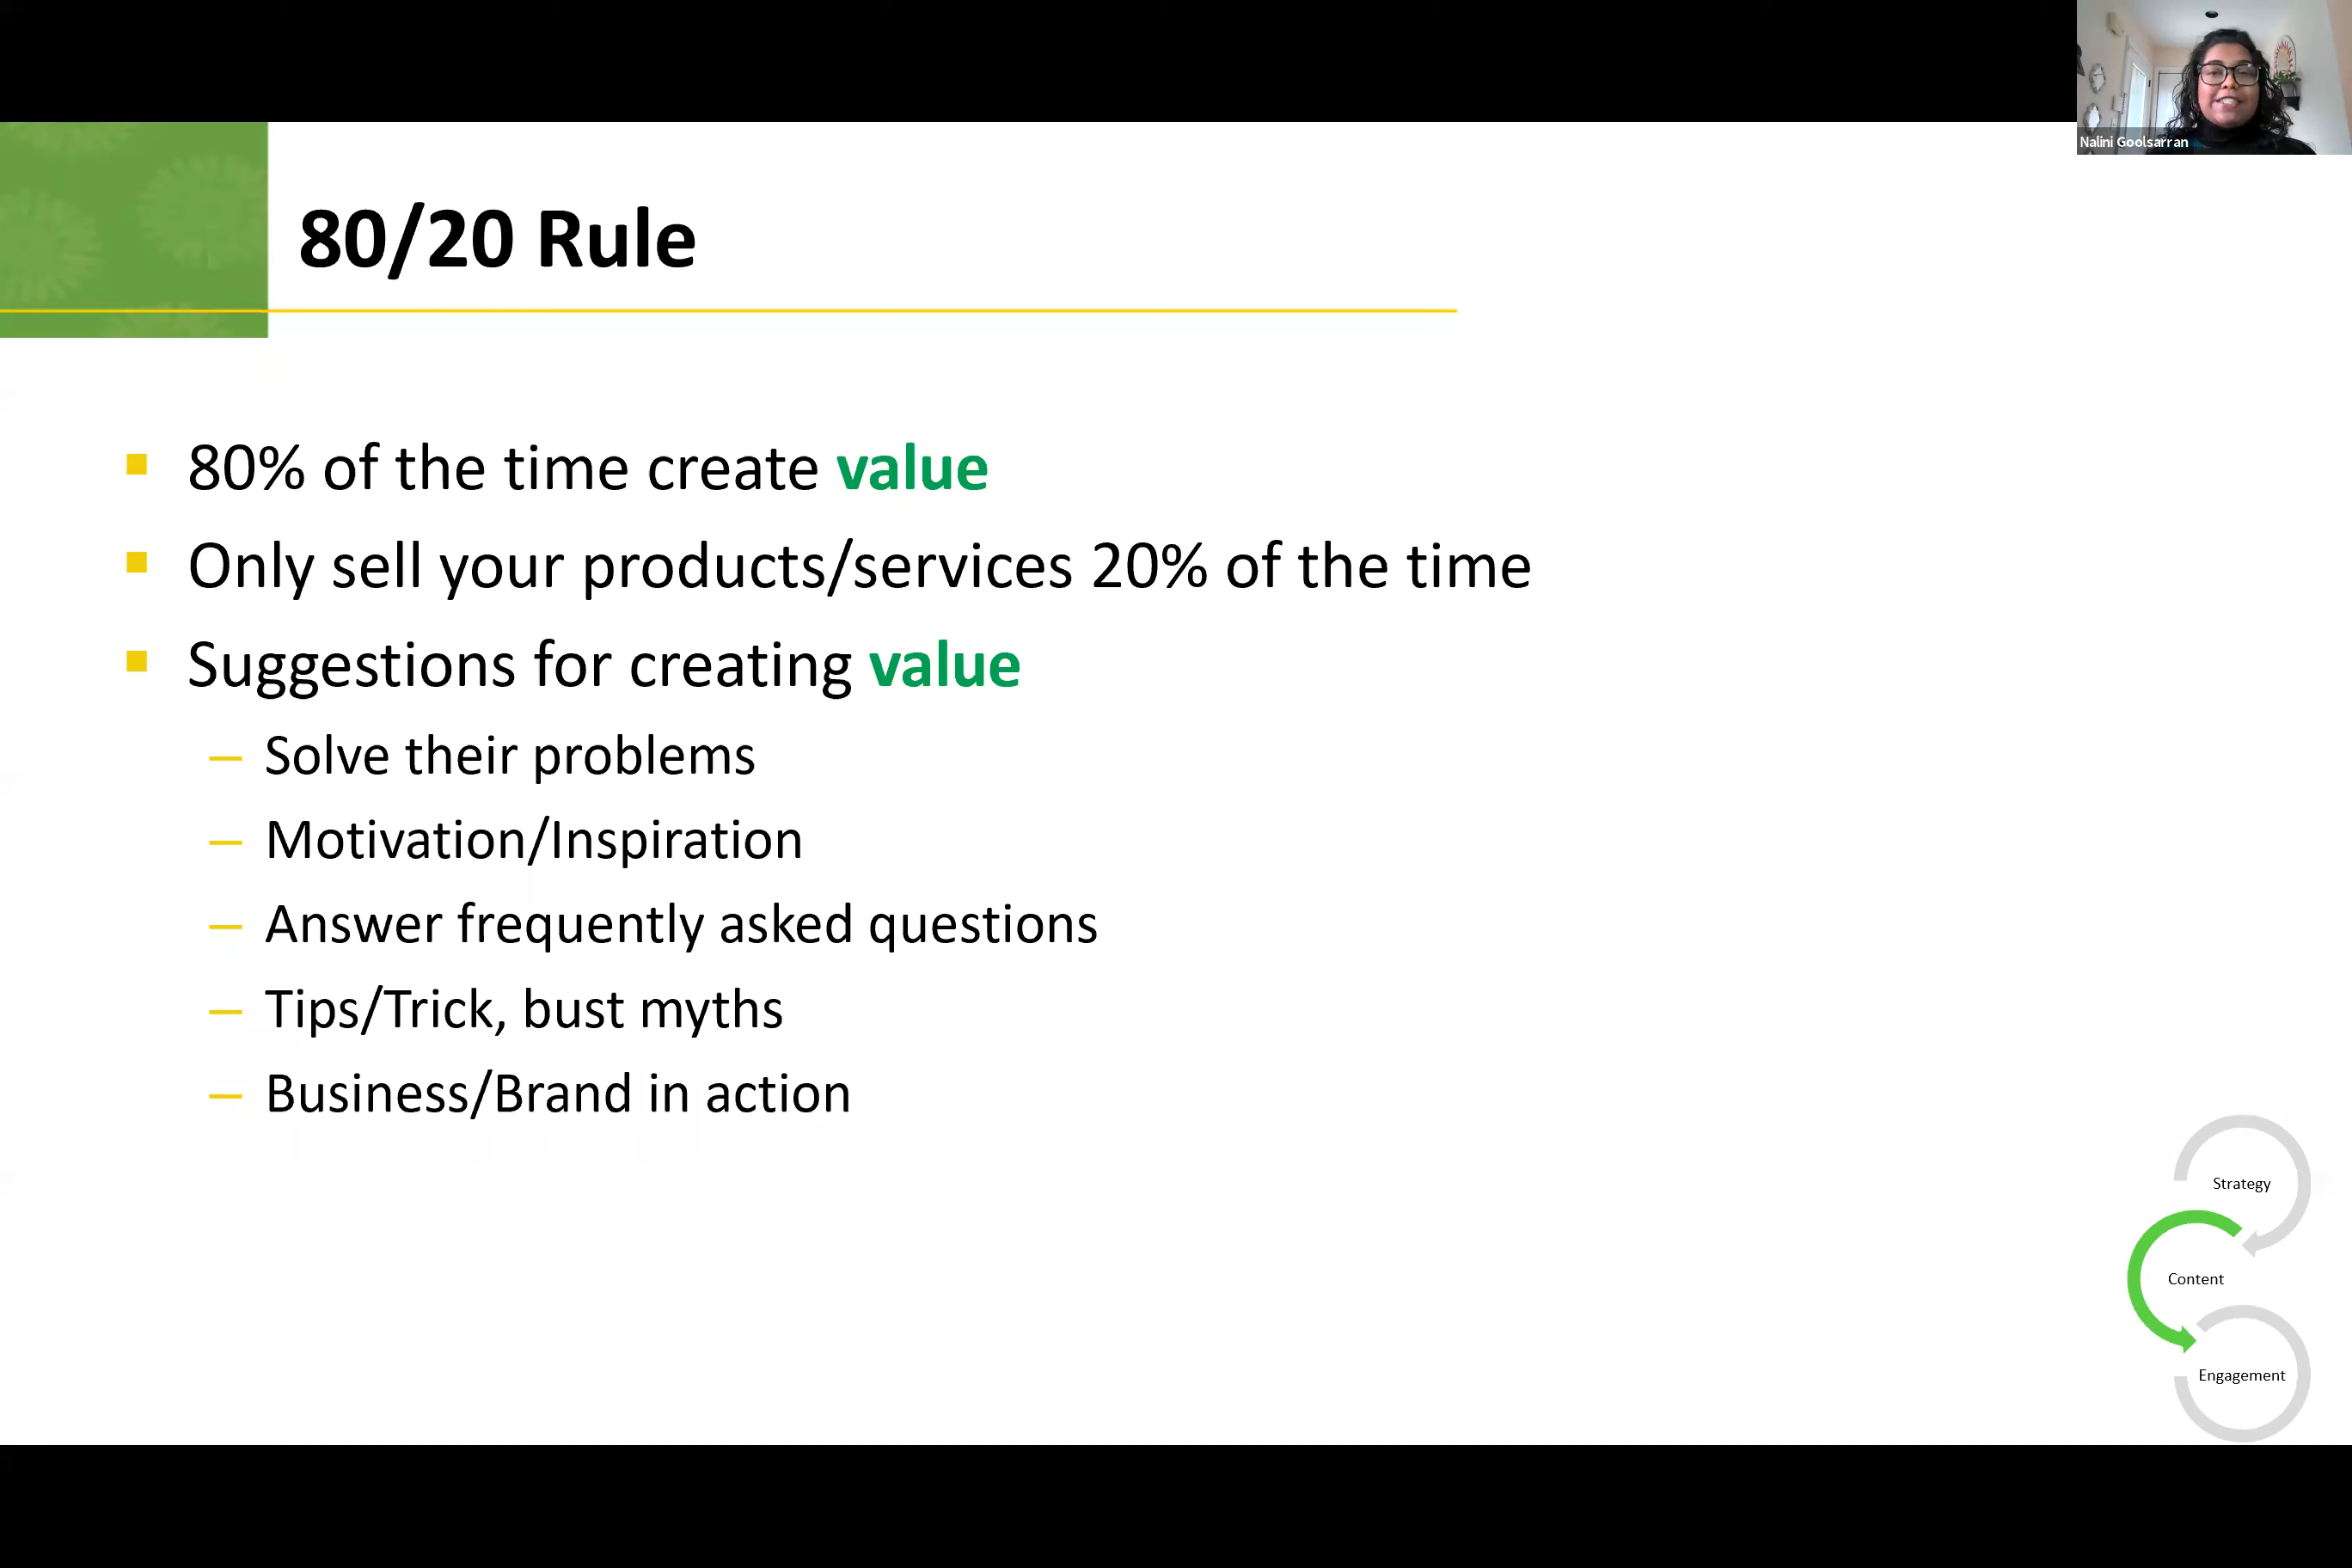 Nalini Goolsarran
80/20 Rule
80% of the time create value
Only sell your products/services 20% of the time
Suggestions for creating value
Solve their problems
Motivation/Inspiration
Answer frequently asked questions
Tips/Trick, bust myths
Business/Brand in action
Strategy
Content
Engagement